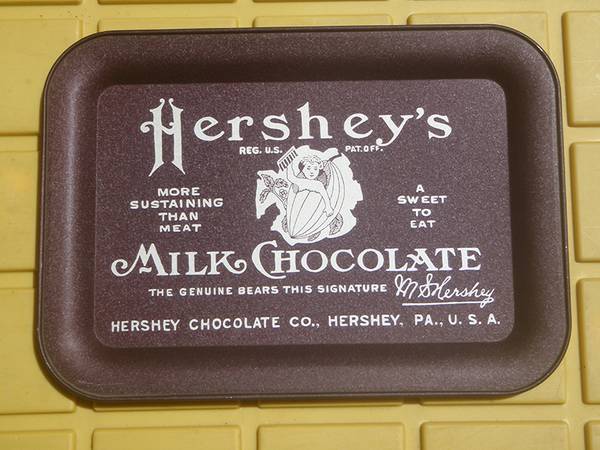 Hershey's
REG. U.S. PAT. OFF.
MORE
SUSTAINING
THAN
MEAT
A
SWEET
TO
EAT
MILK CHOCOLATE
THE GENUINE BEARS THIS SIGNATURE M.S. Hershey
HERSHEY CHOCOLATE CO., HERSHEY, PA., U. S. A.